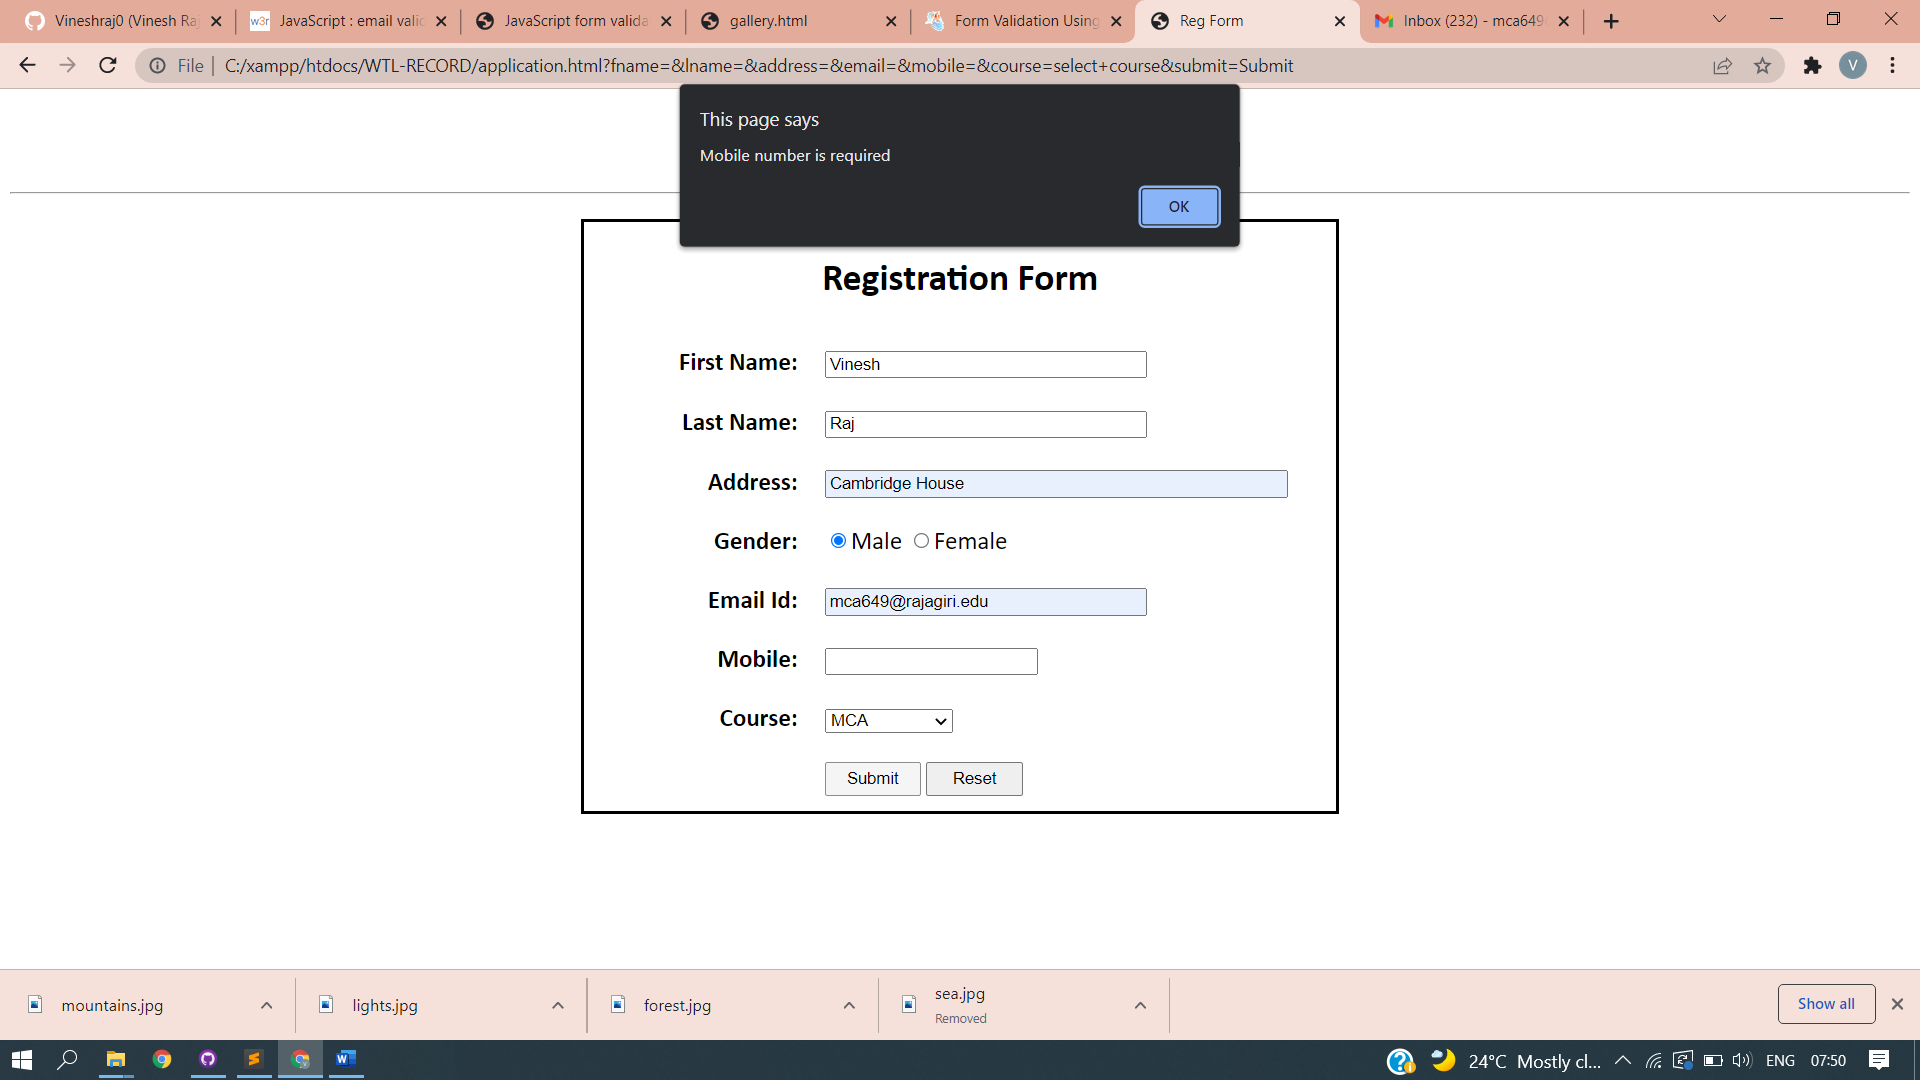 Vineshraj0 (Vinesh Ra
w3r JavaScript : email valid
JavaScript form valida
gallery.html
Form Validation Using
Reg Form
Inbox (232) - mca649
File
C:/xampp/htdocs/WTL-RECORD/application.html?fname=&lname=&address=&email=&mobile=&course=select+course&submit=Submit
V
This page says
Mobile number is required
OK
Registration Form
First Name: Vinesh
Last Name: Raj
Address: Cambridge House
Gender: Male Female
Email Id: mca649@rajagiri.edu
Mobile:
Course: MCA
Submit Reset
mountains.jpg
lights.jpg
forest.jpg
sea.jpg
Removed
Show all
24°C Mostly cl...
ENG
07:50